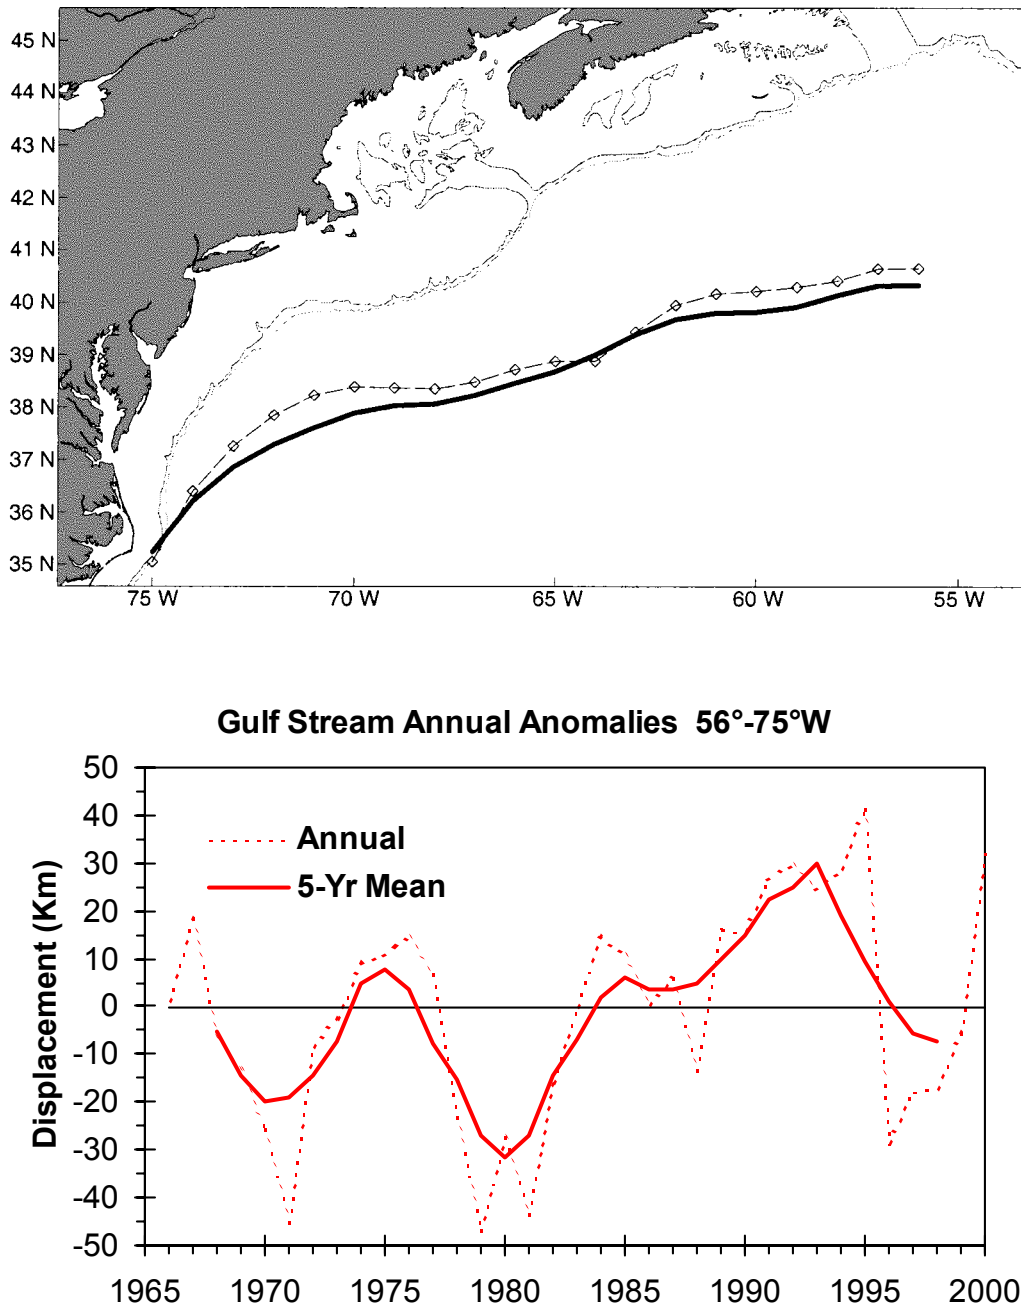 45 N
44 N
43 N
42 N
41 N
40 N
39 N
38 N
37 N
36 N
35 N
75 W 70 W 65 W 60 W 55 W
Gulf Stream Annual Anomalies 56°-75°W
Displacement (Km)
50
40
30
20
10
0
-10
-20
-30
-40
-50
Annual
5-Yr Mean
1965 1970 1975 1980 1985 1990 1995 2000